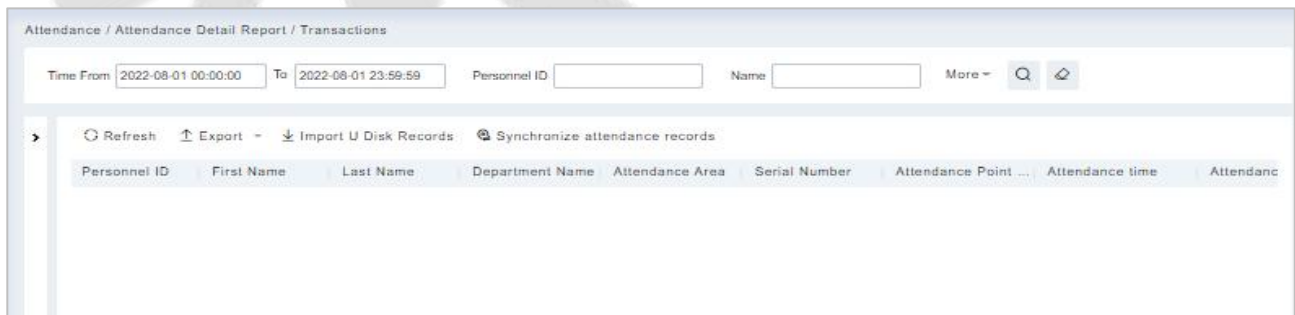 Attendance / Attendance Detail Report / Transactions
Time From 2022-08-01 00:00:00 To 2022-08-01 23:59:59 Personnel ID Name More
Refresh Export Import U Disk Records Synchronize attendance records
Personnel ID First Name Last Name Department Name Attendance Area Serial Number Attendance Point ... Attendance time Attendanc